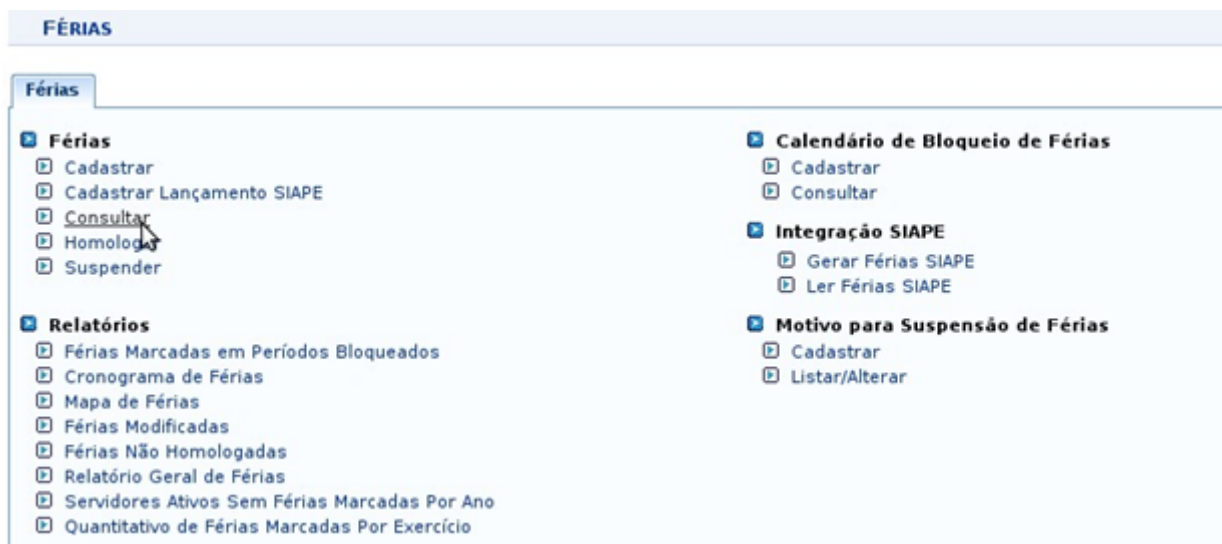 FÉRIAS
Férias
Férias
Cadastrar
Cadastrar Lançamento SIAPE
Consultar
Homologar
Suspender
Relatórios
Férias Marcadas em Períodos Bloqueados
Cronograma de Férias
Mapa de Férias
Férias Modificadas
Férias Não Homologadas
Relatório Geral de Férias
Servidores Ativos Sem Férias Marcadas Por Ano
Quantitativo de Férias Marcadas Por Exercício
Calendário de Bloqueio de Férias
Cadastrar
Consultar
Integração SIAPE
Gerar Férias SIAPE
Ler Férias SIAPE
Motivo para Suspensão de Férias
Cadastrar
Listar/Alterar